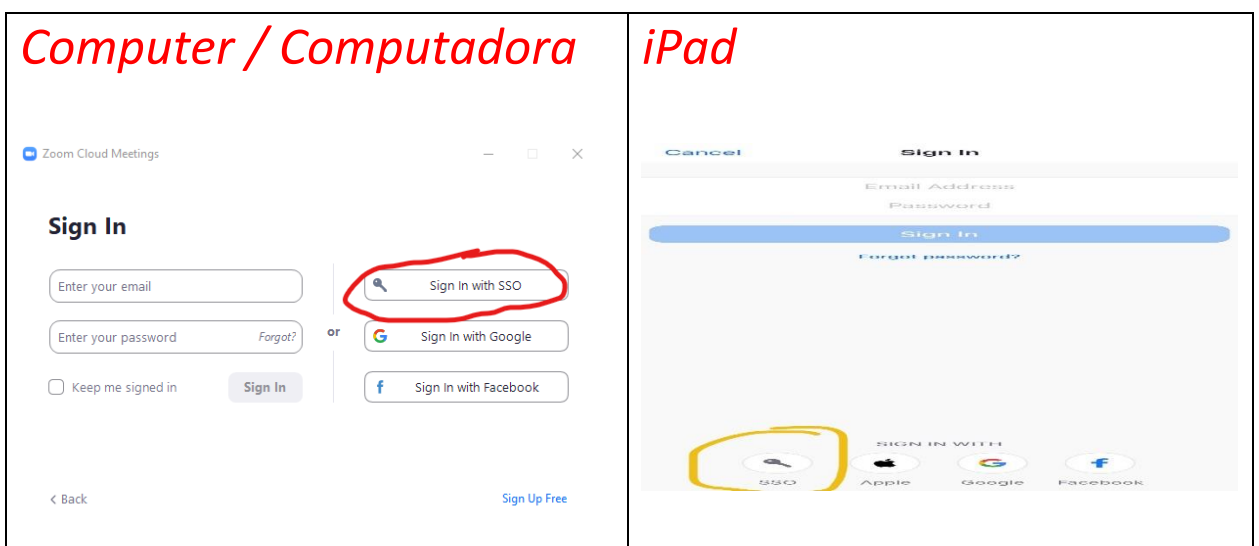 Computer / Computadora
Zoom Cloud Meetings
Sign In
Enter your email
Enter your password
Forgot?
Keep me signed in
Sign In
or
Sign In with SSO
Sign In with Google
Sign In with Facebook
< Back
Sign Up Free
iPad
Cancel
Sign In
Email Address
Password
Sign In
Forgot password?
SIGN IN WITH
SSO
Apple
Google
Facebook